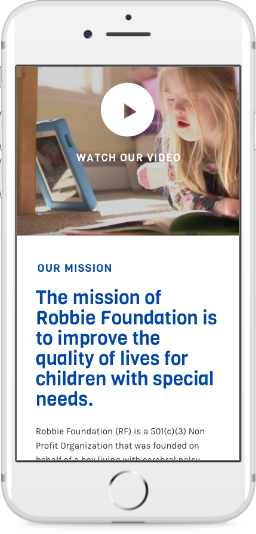 WATCH OUR VIDEO
OUR MISSION
The mission of
Robbie Foundation is
to improve the
quality of lives for
children with special
needs.
Robbie Foundation (RF) is a 501(c)(3) Non
Profit Organization that was founded on
behalf of a boy living with cerebral palsy